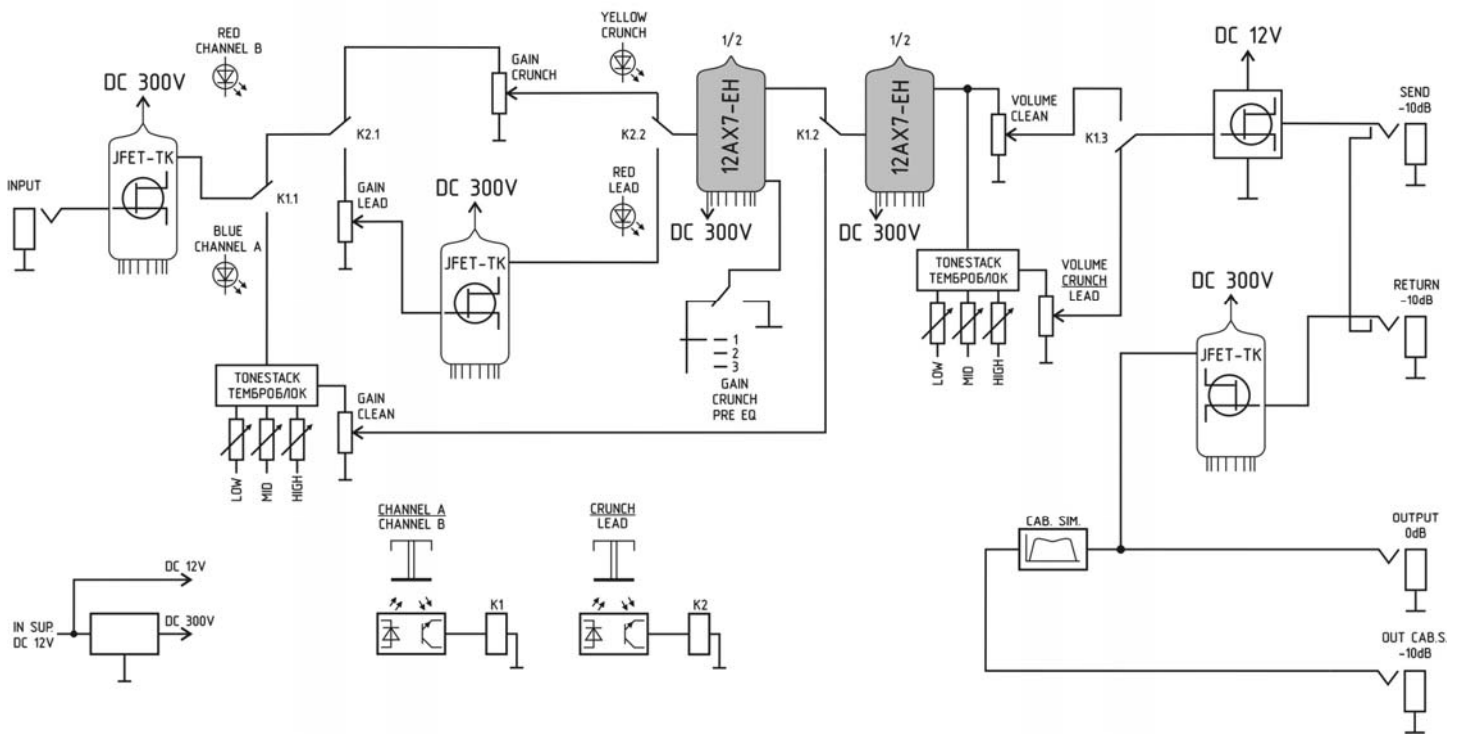 RED
CHANNEL B
DC 300V
JFET-TK
INPUT
K1.1
BLUE
CHANNEL A
K2.1
GAIN
CRUNCH
GAIN
LEAD
DC 300V
JFET-TK
YELLOW
CRUNCH
K2.2
RED
LEAD
1/2
12AX7-EH
DC 300V
K1.2
1/2
12AX7-EH
DC 300V
VOLUME
CLEAN
K1.3
DC 12V
SEND
-10dB
TONESTACK
ТЕМБРОБЛОК
LOW
MID
HIGH
GAIN
CLEAN
1
2
3
GAIN
CRUNCH
PRE EQ
TONESTACK
ТЕМБРОБЛОК
LOW
MID
HIGH
VOLUME
CRUNCH
LEAD
DC 300V
JFET-TK
RETURN
-10dB
CHANNEL A
CHANNEL B
K1
CRUNCH
LEAD
K2
CAB. SIM.
OUTPUT
0dB
OUT CAB.S.
-10dB
IN SUP.
DC 12V
DC 12V
DC 300V